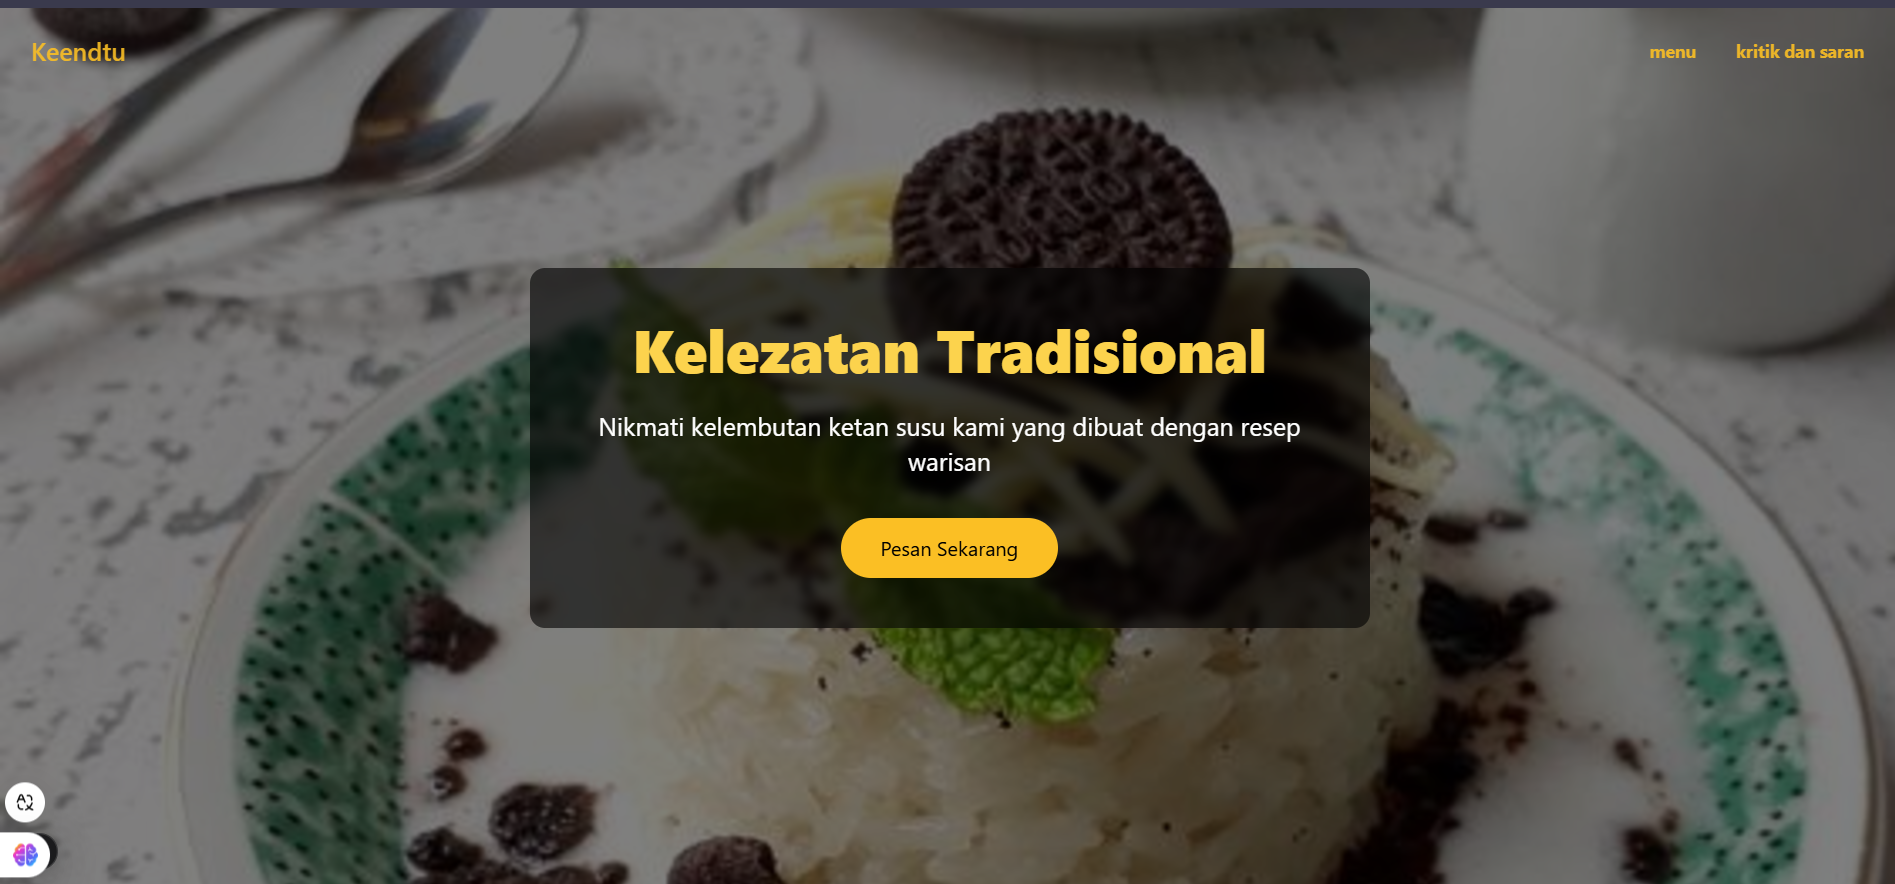 Keendtu
menu
kritik dan saran
Kelezatan Tradisional
Nikmati kelembutan ketan susu kami yang dibuat dengan resep
warisan
Pesan Sekarang